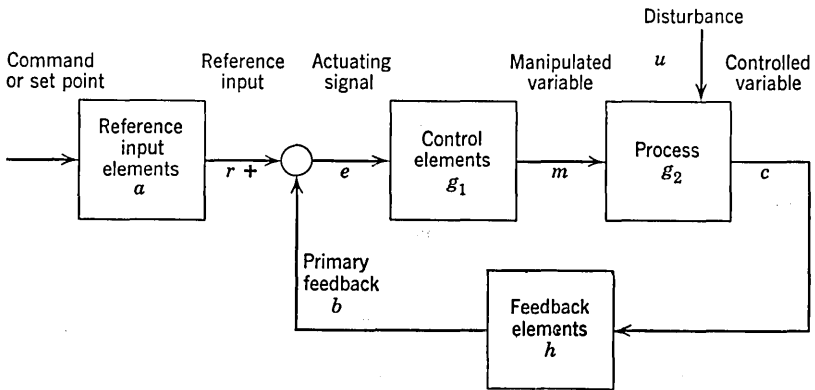 Disturbance
u
Command
or set point
Reference
input
Actuating
signal
Manipulated
variable
Controlled
variable
Reference
input
elements
a
r +
e
Control
elements
g1
m
Process
g2
c
Primary
feedback
b
Feedback
elements
h